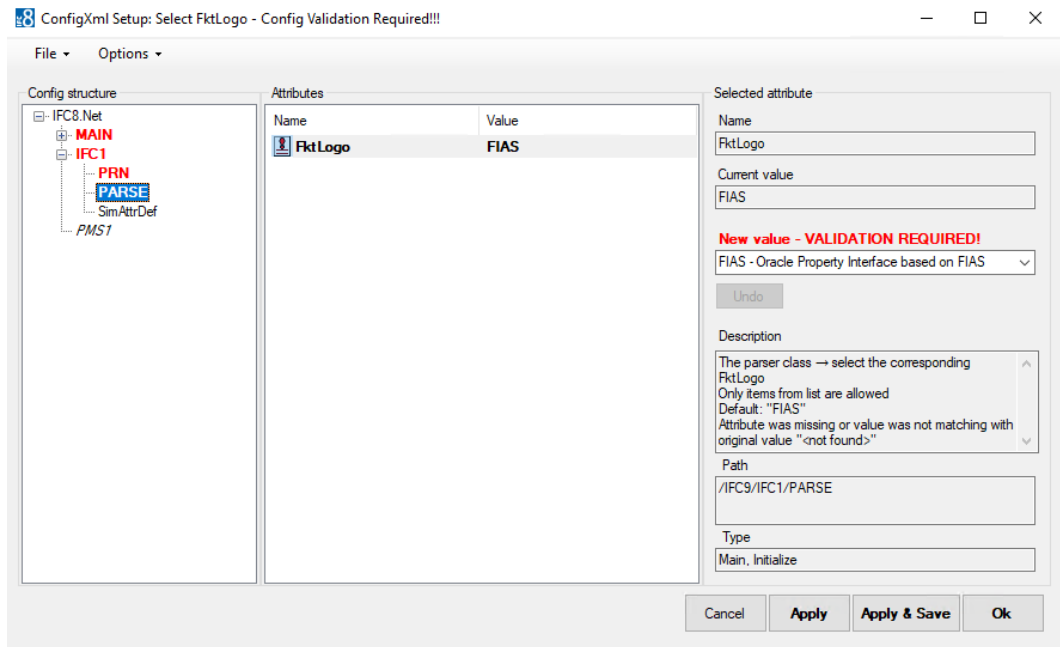 ConfigXml Setup: Select FktLogo - Config Validation Required!!!
File Options
Config structure
IFC8.Net
MAIN
IFC1
PRN
PARSE
SimAttrDef
PMS1
Attributes
Name Value
FktLogo FIAS
Selected attribute
Name
FktLogo
Current value
FIAS
New value - VALIDATION REQUIRED!
FIAS - Oracle Property Interface based on FIAS
Undo
Description
The parser class → select the corresponding
FktLogo
Only items from list are allowed
Default: "FIAS"
Attribute was missing or value was not matching with
original value "<not found>"
Path
/IFC9/IFC1/PARSE
Type
Main, Initialize
Cancel Apply Apply & Save Ok